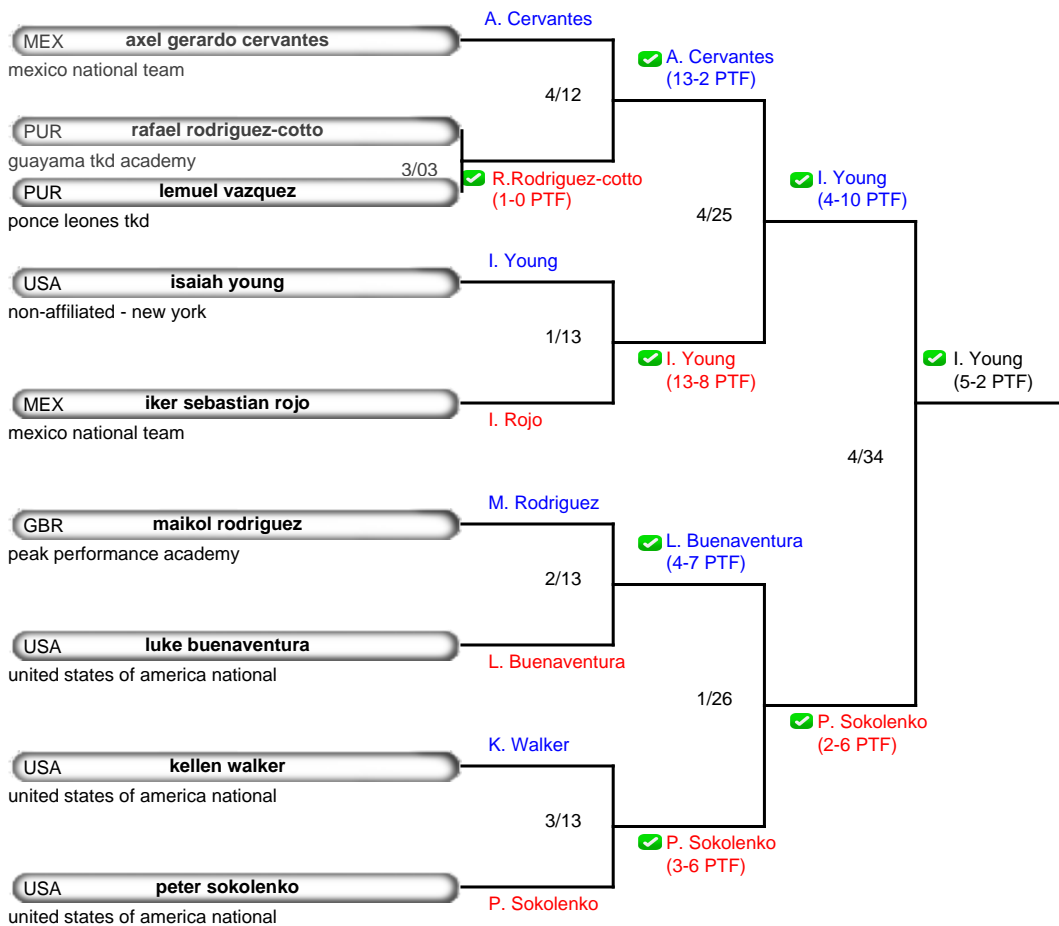 A. Cervantes
MEX axel gerardo cervantes
mexico national team
A. Cervantes
(13-2 PTF)
4/12
PUR rafael rodriguez-cotto
guayama tkd academy
3/03
R.Rodriguez-cotto
(1-0 PTF)
PUR lemuel vazquez
ponce leones tkd
I. Young
(4-10 PTF)
4/25
I. Young
USA isaiah young
non-affiliated - new york
1/13
I. Young
(13-8 PTF)
I. Young
(5-2 PTF)
MEX iker sebastian rojo
mexico national team
I. Rojo
4/34
M. Rodriguez
GBR maikol rodriguez
peak performance academy
L. Buenaventura
(4-7 PTF)
2/13
USA luke buenaventura
united states of america national
L. Buenaventura
1/26
P. Sokolenko
(2-6 PTF)
K. Walker
USA kellen walker
united states of america national
3/13
P. Sokolenko
(3-6 PTF)
USA peter sokolenko
united states of america national
P. Sokolenko